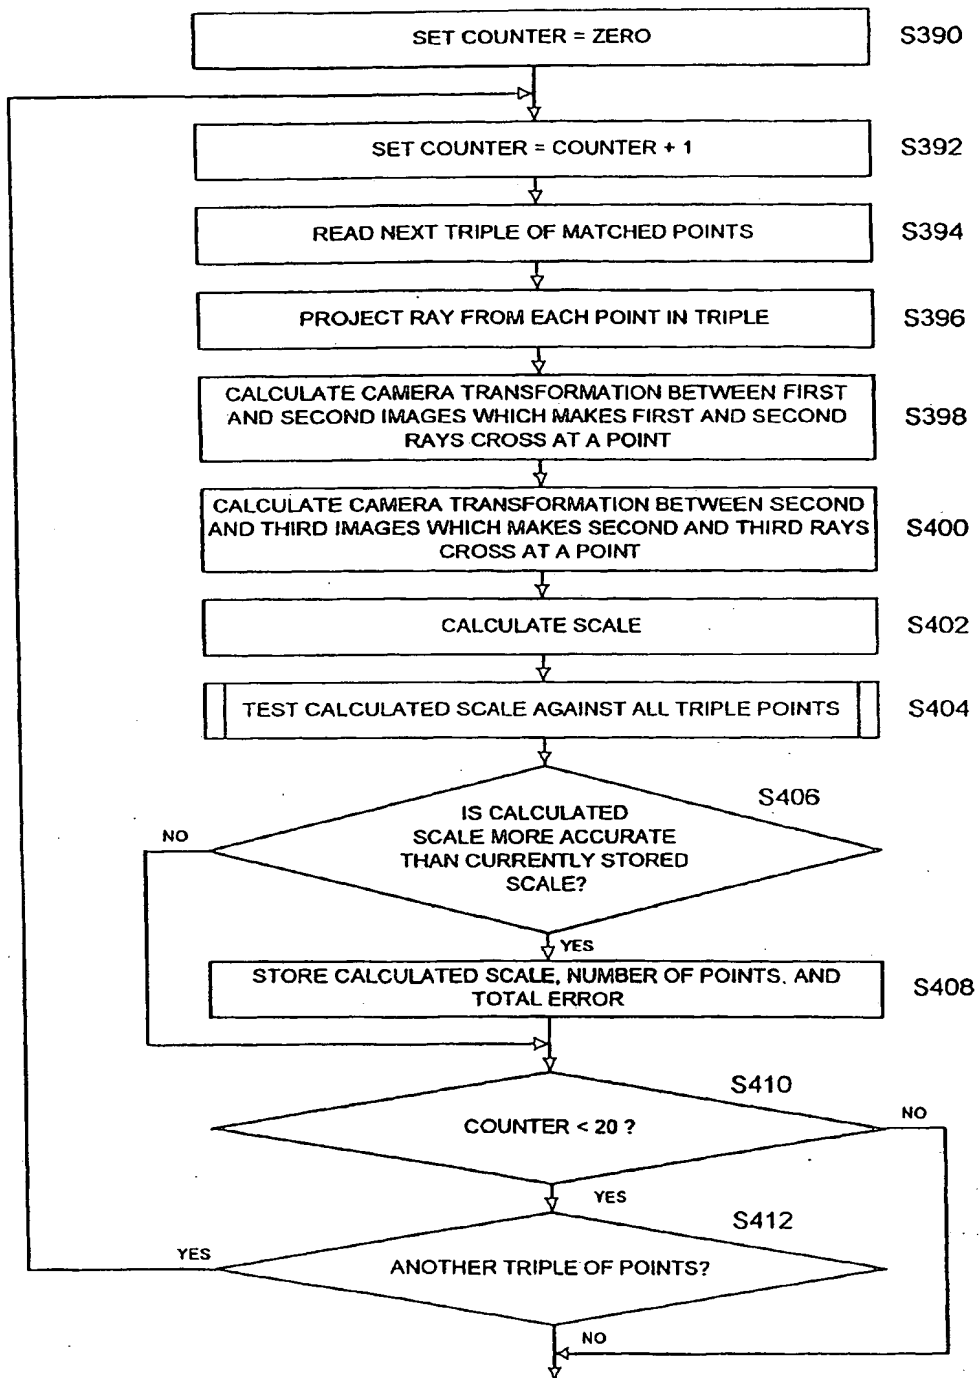 SET COUNTER = ZERO
S390
SET COUNTER = COUNTER + 1
S392
READ NEXT TRIPLE OF MATCHED POINTS
S394
PROJECT RAY FROM EACH POINT IN TRIPLE
S396
CALCULATE CAMERA TRANSFORMATION BETWEEN FIRST
AND SECOND IMAGES WHICH MAKES FIRST AND SECOND
RAYS CROSS AT A POINT
S398
CALCULATE CAMERA TRANSFORMATION BETWEEN SECOND
AND THIRD IMAGES WHICH MAKES SECOND AND THIRD RAYS
CROSS AT A POINT
S400
CALCULATE SCALE
S402
TEST CALCULATED SCALE AGAINST ALL TRIPLE POINTS
S404
S406
IS CALCULATED
SCALE MORE ACCURATE
THAN CURRENTLY STORED
SCALE?
NO
YES
STORE CALCULATED SCALE, NUMBER OF POINTS, AND
TOTAL ERROR
S408
S410
COUNTER < 20 ?
NO
YES
S412
ANOTHER TRIPLE OF POINTS?
YES
NO